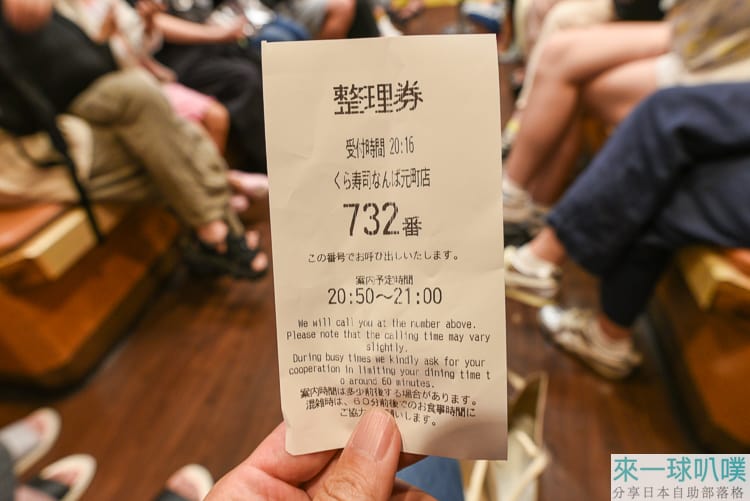 整理券
受付時間 20:16
くら寿司なんば元町店
732番
この番号でお呼び出しいたします。
案内予定時間
20:50～21:00
We will call you at the number above.
Please note that the calling time may vary
slightly.
During busy times we kindly ask for your
cooperation in limiting your dining time t
o around 60 minutes.
案内時間は多少前後する場合があります。
混雑時は、60分前後でのお食事時間に
ご協力 願いします。
來一球叭噗
分享日本自助部落格